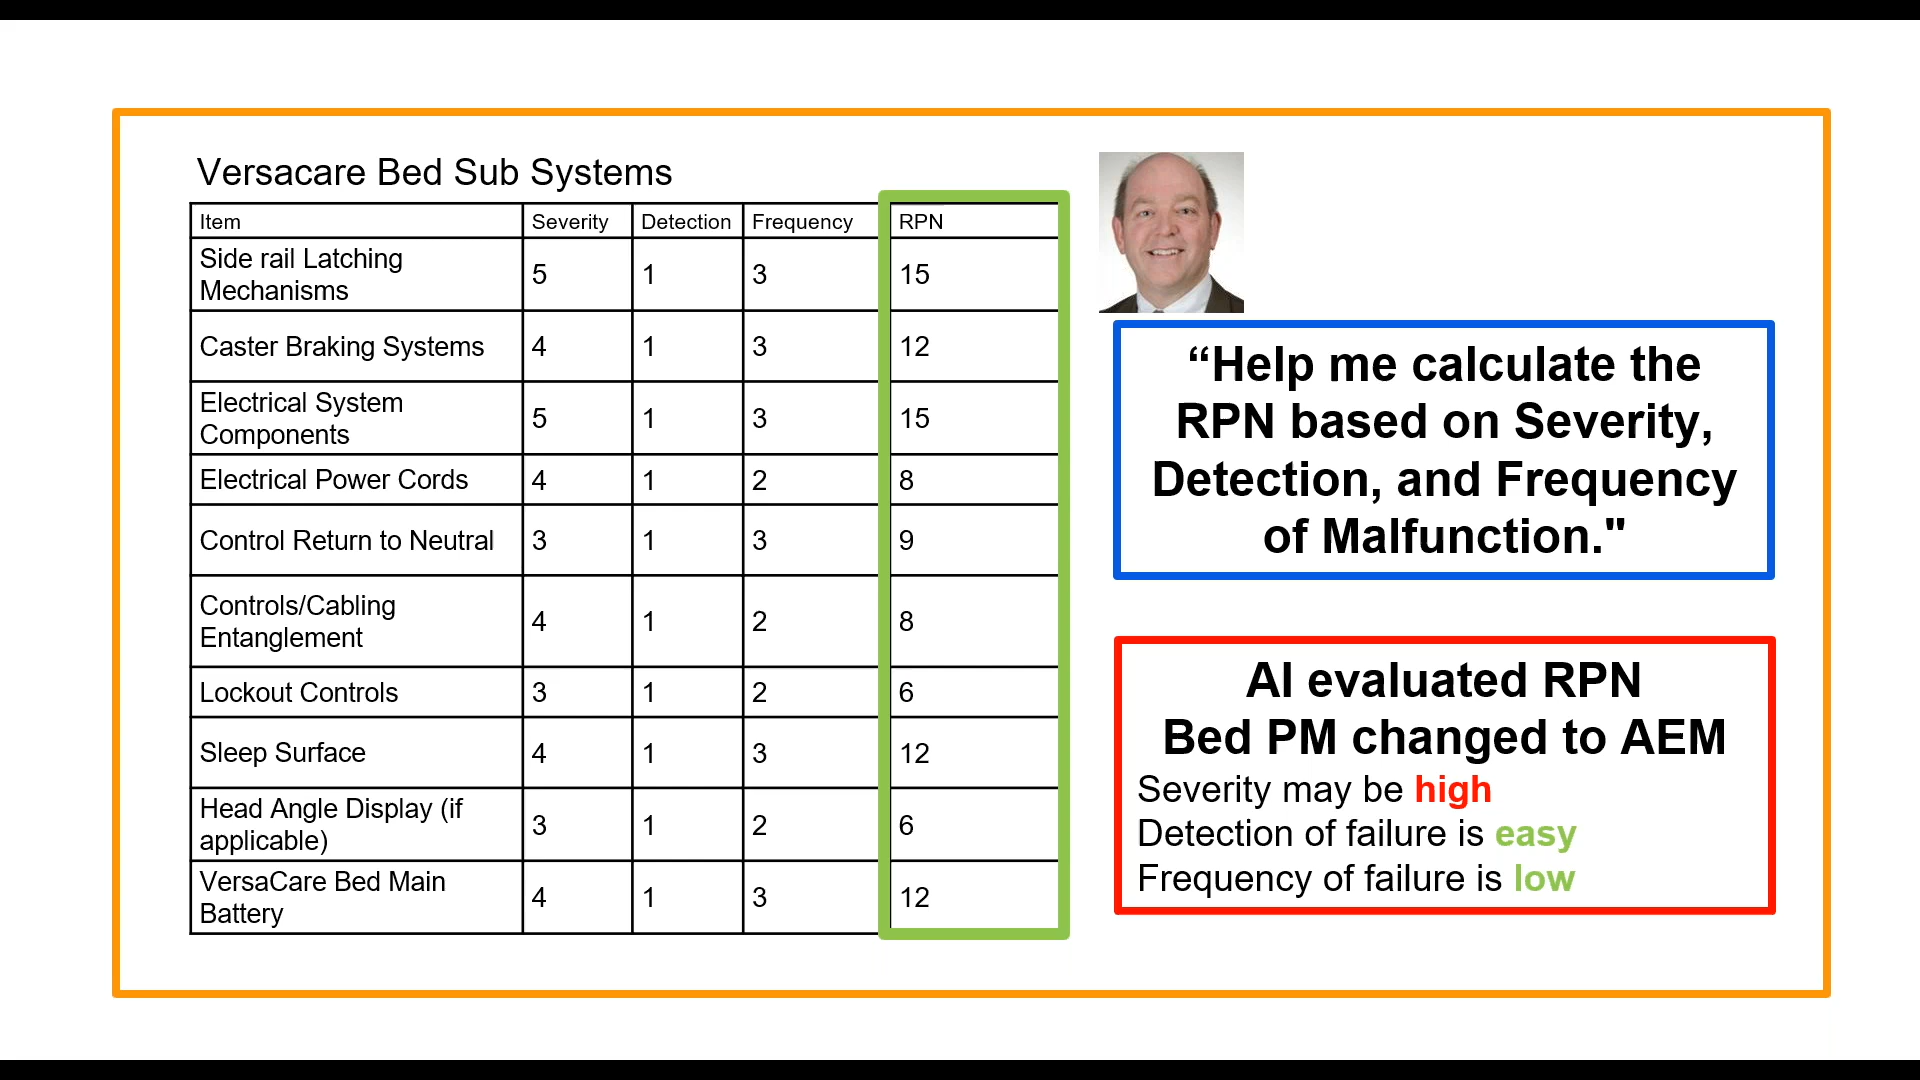 Versacare Bed Sub Systems
Item Severity Detection Frequency RPN
Side rail Latching
Mechanisms 5 1 3 15
Caster Braking Systems 4 1 3 12
Electrical System
Components 5 1 3 15
Electrical Power Cords 4 1 2 8
Control Return to Neutral 3 1 3 9
Controls/Cabling
Entanglement 4 1 2 8
Lockout Controls 3 1 2 6
Sleep Surface 4 1 3 12
Head Angle Display (if
applicable) 3 1 2 6
VersaCare Bed Main
Battery 4 1 3 12
“Help me calculate the
RPN based on Severity,
Detection, and Frequency
of Malfunction."
AI evaluated RPN
Bed PM changed to AEM
Severity may be high
Detection of failure is easy
Frequency of failure is low